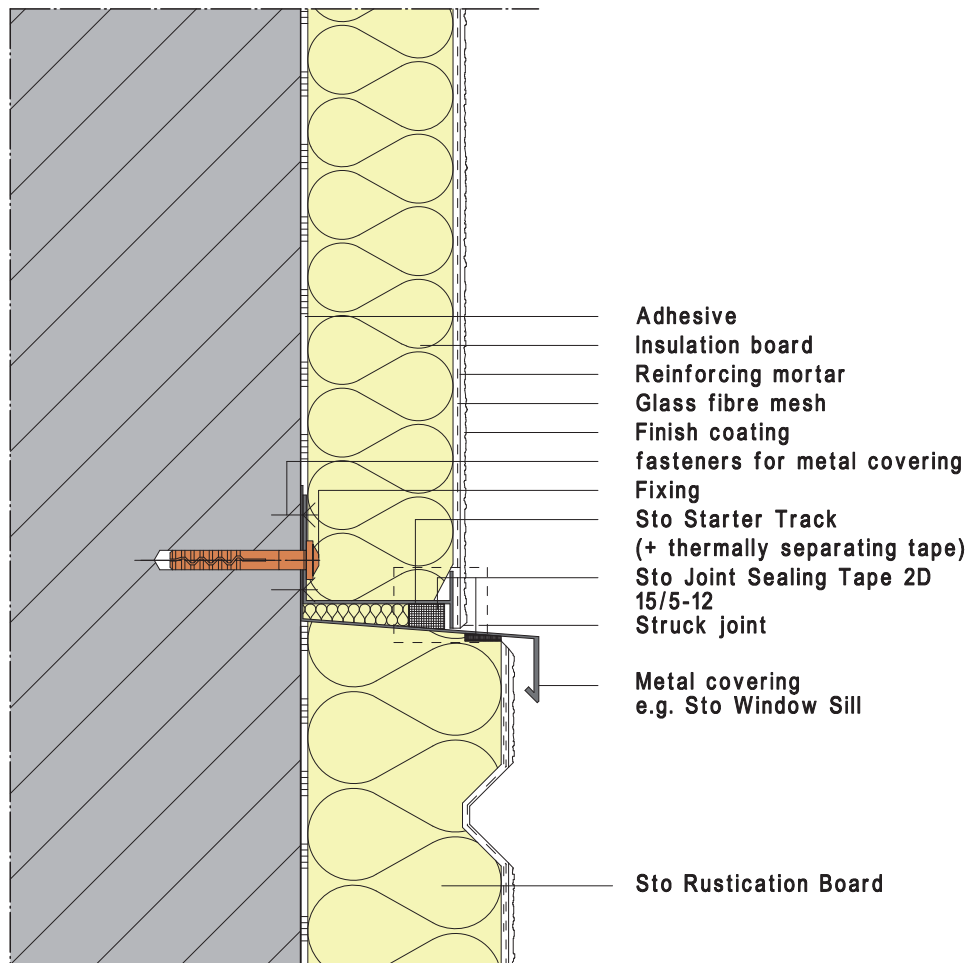 Adhesive
Insulation board
Reinforcing mortar
Glass fibre mesh
Finish coating
fasteners for metal covering
Fixing
Sto Starter Track
(+ thermally separating tape)
Sto Joint Sealing Tape 2D
15/5-12
Struck joint
Metal covering
e.g. Sto Window Sill
Sto Rustication Board